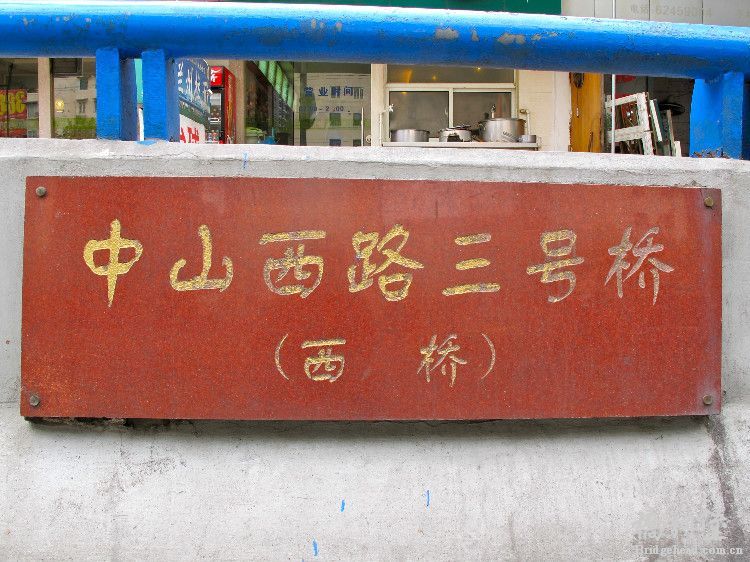 营业时间
中山西路三号桥
（西 桥）
Bridgehead.com.cn